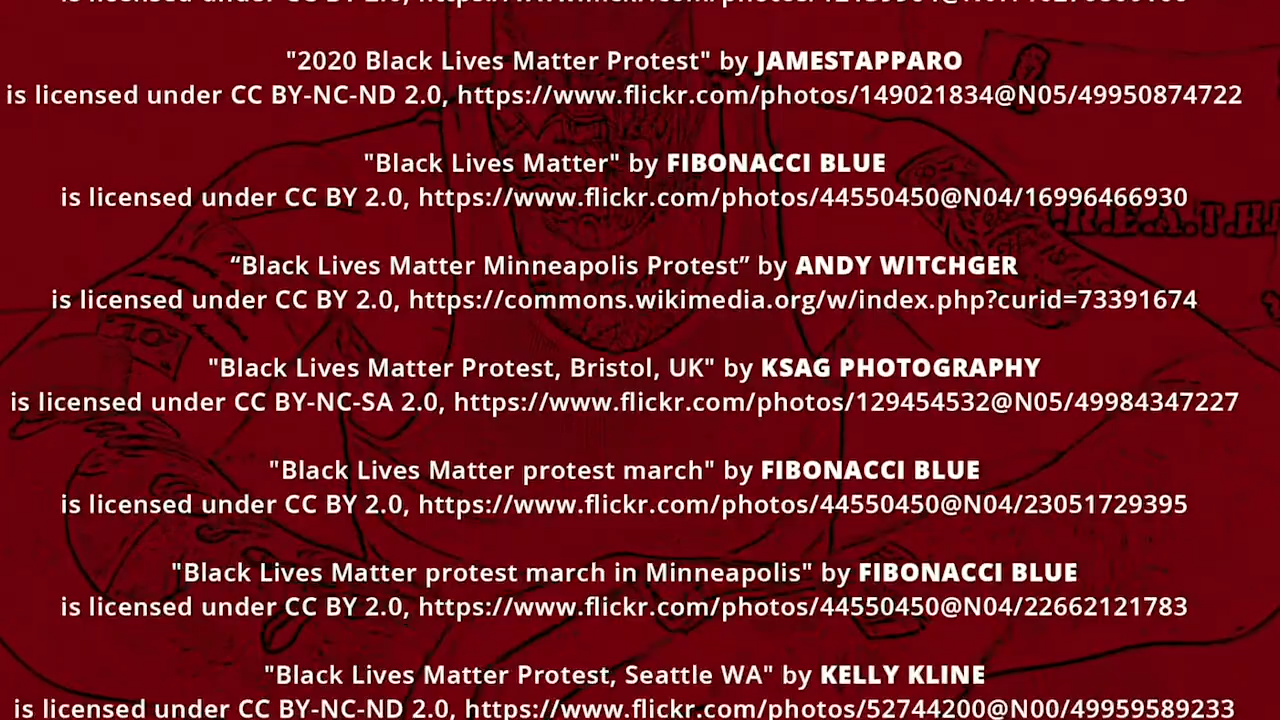 "2020 Black Lives Matter Protest" by JAMESTAPPARO
is licensed under CC BY-NC-ND 2.0, https://www.flickr.com/photos/149021834@N05/49950874722
"Black Lives Matter" by FIBONACCI BLUE
is licensed under CC BY 2.0, https://www.flickr.com/photos/44550450@N04/16996466930
“Black Lives Matter Minneapolis Protest” by ANDY WITCHGER
is licensed under CC BY 2.0, https://commons.wikimedia.org/w/index.php?curid=73391674
"Black Lives Matter Protest, Bristol, UK" by KSAG PHOTOGRAPHY
is licensed under CC BY-NC-SA 2.0, https://www.flickr.com/photos/129454532@N05/49984347227
"Black Lives Matter protest march" by FIBONACCI BLUE
is licensed under CC BY 2.0, https://www.flickr.com/photos/44550450@N04/23051729395
"Black Lives Matter protest march in Minneapolis" by FIBONACCI BLUE
is licensed under CC BY 2.0, https://www.flickr.com/photos/44550450@N04/22662121783
"Black Lives Matter Protest, Seattle WA" by KELLY KLINE
is licensed under CC BY-NC-ND 2.0, https://www.flickr.com/photos/52744200@N00/49959589233